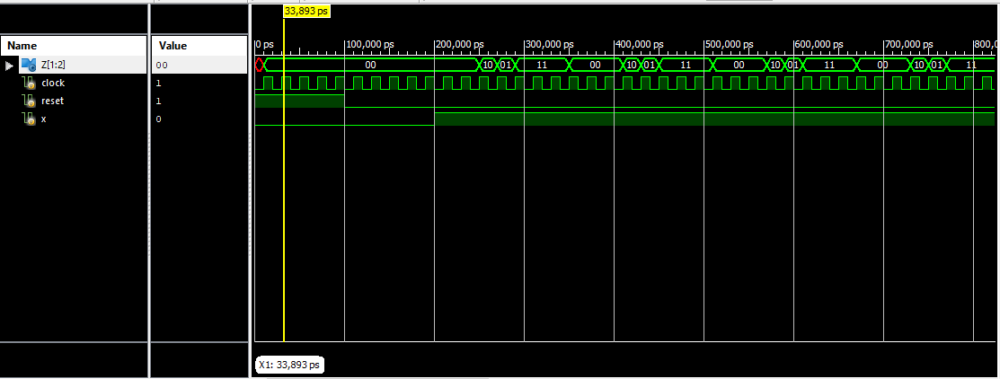 33,893 ps
Name Value
0 ps 100,000 ps 200,000 ps 300,000 ps 400,000 ps 500,000 ps 600,000 ps 700,000 ps 800,0
Z[1:2] 00 00 10 01 11 00 10 01 11 00 10 01 11 00 10 01 11
clock 1
reset 1
x 0
X1: 33,893 ps